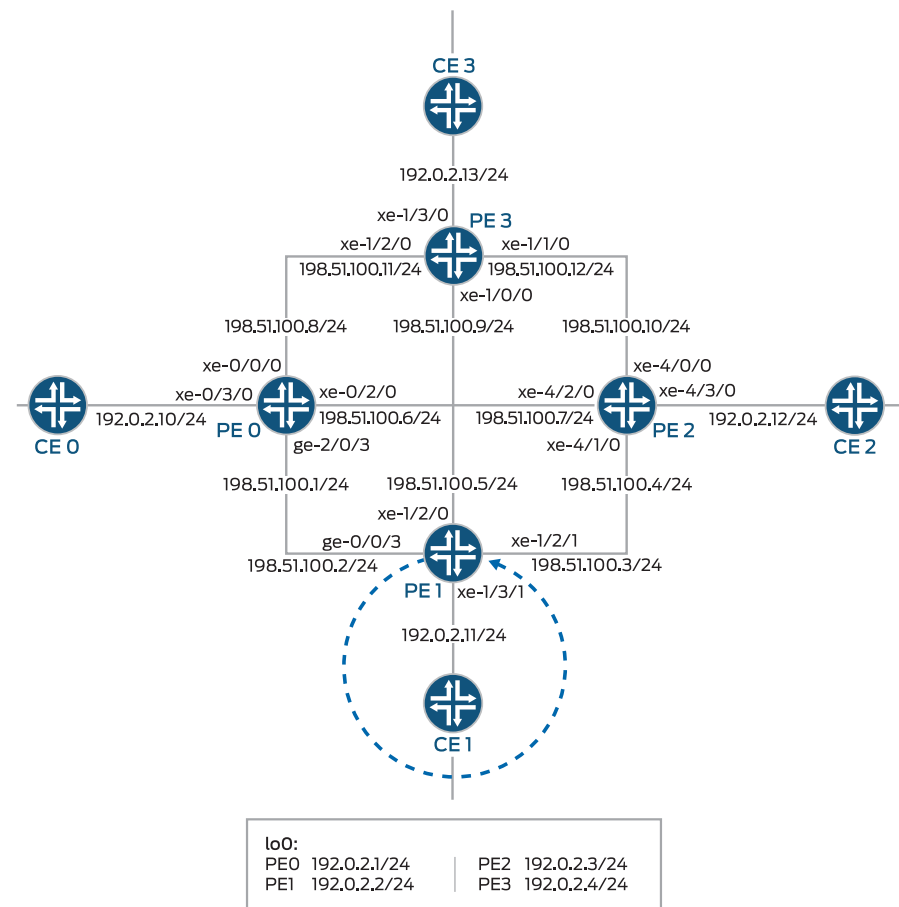 CE 3
192.0.2.13/24
xe-1/3/0
PE 3
xe-1/2/0
xe-1/1/0
198.51.100.11/24
198.51.100.12/24
xe-1/0/0
198.51.100.8/24
198.51.100.9/24
198.51.100.10/24
xe-0/0/0
xe-4/0/0
xe-0/3/0
xe-0/2/0
xe-4/2/0
xe-4/3/0
192.0.2.10/24
198.51.100.6/24
198.51.100.7/24
192.0.2.12/24
CE 0
PE 0
PE 2
CE 2
ge-2/0/3
xe-4/1/0
198.51.100.1/24
198.51.100.5/24
198.51.100.4/24
xe-1/2/0
ge-0/0/3
xe-1/2/1
198.51.100.2/24
198.51.100.3/24
PE 1
xe-1/3/1
192.0.2.11/24
CE 1
lo0:
PE0 192.0.2.1/24
PE2 192.0.2.3/24
PE1 192.0.2.2/24
PE3 192.0.2.4/24